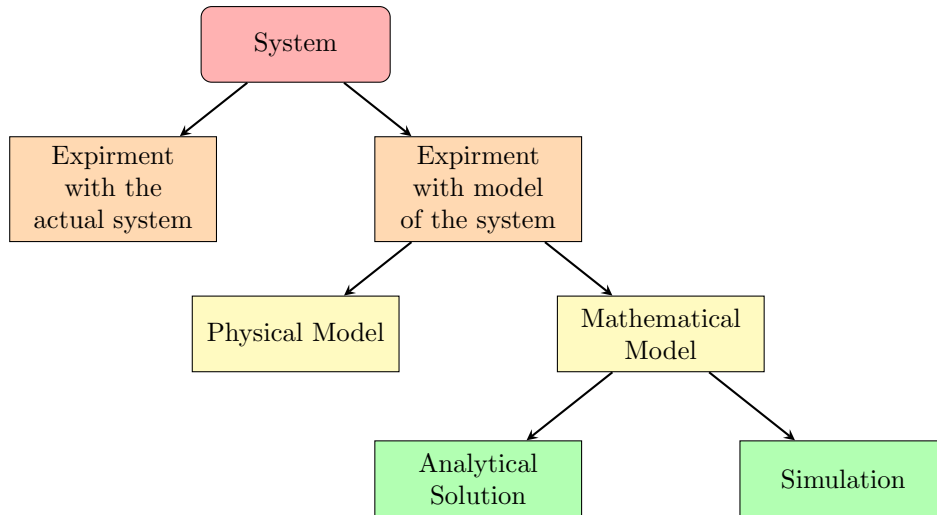 System
Expirment
with the
actual system
Expirment
with model
of the system
Physical Model
Mathematical
Model
Analytical
Solution
Simulation